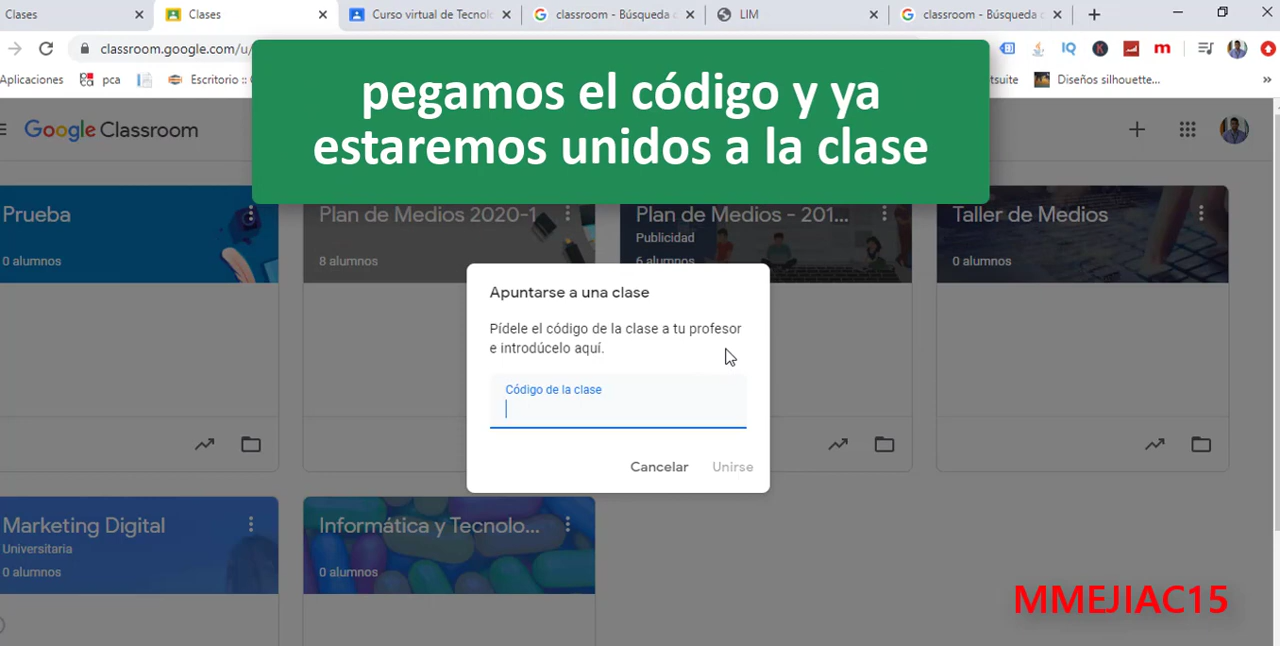 Clases
Clases
Curso virtual de Tecnol
classroom - Búsqueda d
LIM
classroom - Búsqueda d
classroom.google.com/u/
IQ
K
m
Aplicaciones
pca
Escritorio ::
tsuite
Diseños silhouette...
pegamos el código y ya
estaremos unidos a la clase
Google Classroom
Prueba
0 alumnos
Plan de Medios 2020-1
8 alumnos
Plan de Medios - 201...
Publicidad
6 alumnos
Taller de Medios
0 alumnos
Apuntarse a una clase
Pídele el código de la clase a tu profesor
e introdúcelo aquí.
Código de la clase
Cancelar
Unirse
Marketing Digital
Universitaria
0 alumnos
Informática y Tecnolo...
0 alumnos
MMEJIAC15